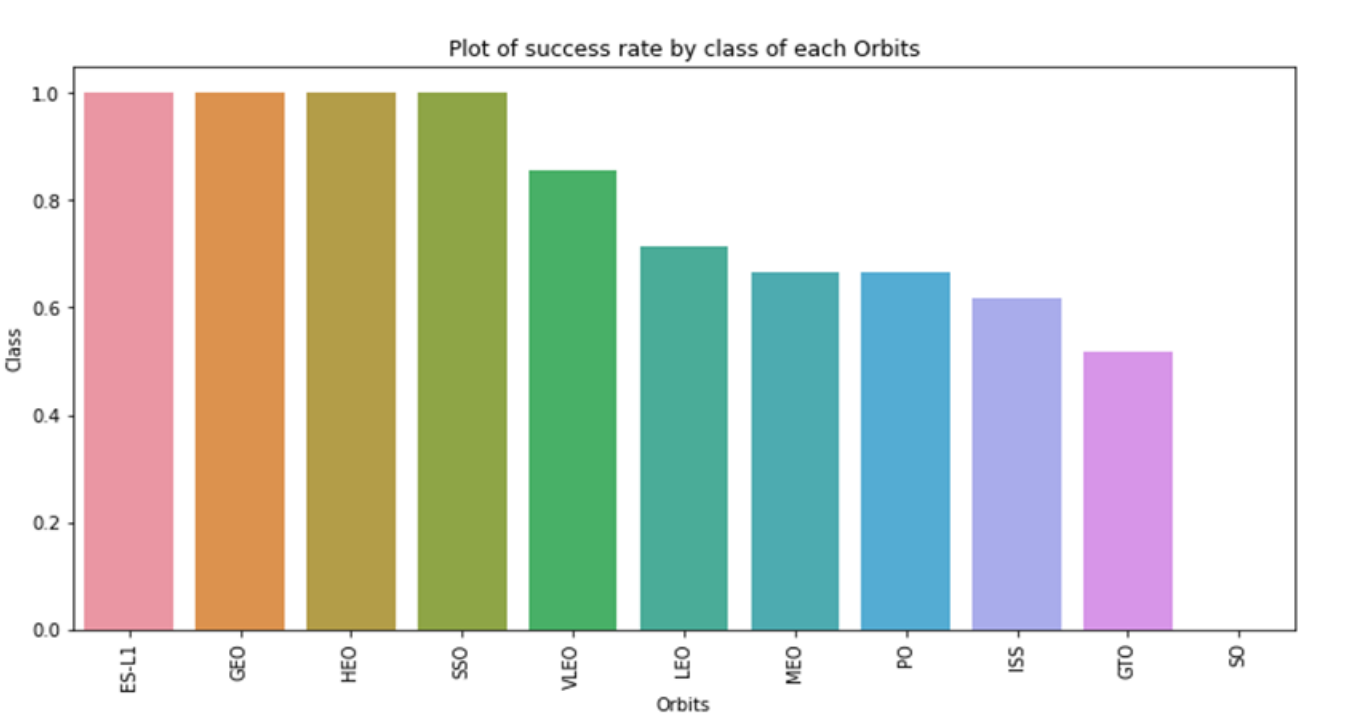 Plot of success rate by class of each Orbits
1.0
0.8
0.6
0.4
0.2
0.0
Class
ES-L1
GEO
HEO
SSO
VLEO
LEO
MEO
PO
ISS
GTO
SO
Orbits